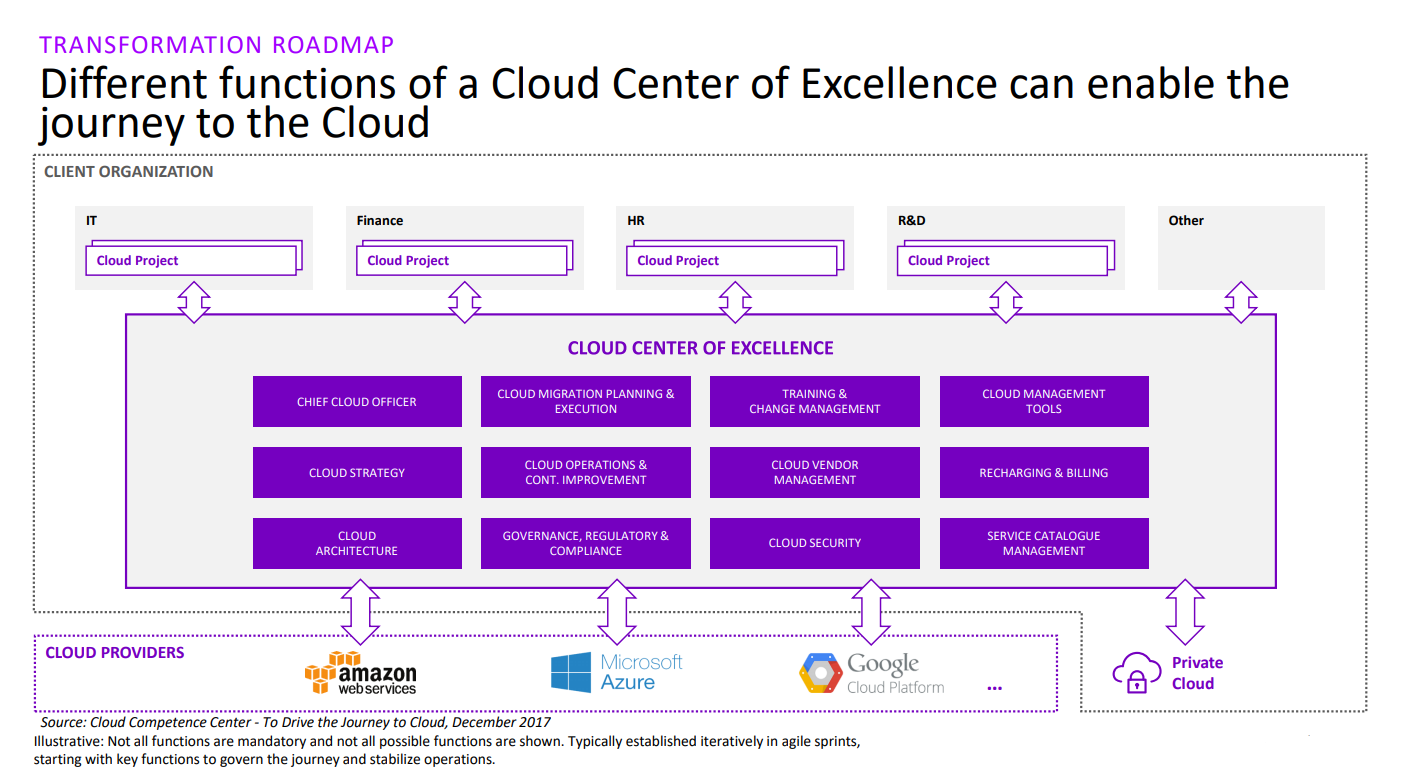 TRANSFORMATION ROADMAP
Different functions of a Cloud Center of Excellence can enable the
journey to the Cloud
CLIENT ORGANIZATION
IT
Cloud Project
Finance
Cloud Project
HR
Cloud Project
R&D
Cloud Project
Other
CLOUD CENTER OF EXCELLENCE
CHIEF CLOUD OFFICER
CLOUD MIGRATION PLANNING &
EXECUTION
TRAINING &
CHANGE MANAGEMENT
CLOUD MANAGEMENT
TOOLS
CLOUD STRATEGY
CLOUD OPERATIONS &
CONT. IMPROVEMENT
CLOUD VENDOR
MANAGEMENT
RECHARGING & BILLING
CLOUD
ARCHITECTURE
GOVERNANCE, REGULATORY &
COMPLIANCE
CLOUD SECURITY
SERVICE CATALOGUE
MANAGEMENT
CLOUD PROVIDERS
amazon
web services
Microsoft
Azure
Google
Cloud Platform
...
Private
Cloud
Source: Cloud Competence Center - To Drive the Journey to Cloud, December 2017
Illustrative: Not all functions are mandatory and not all possible functions are shown. Typically established iteratively in agile sprints,
starting with key functions to govern the journey and stabilize operations.